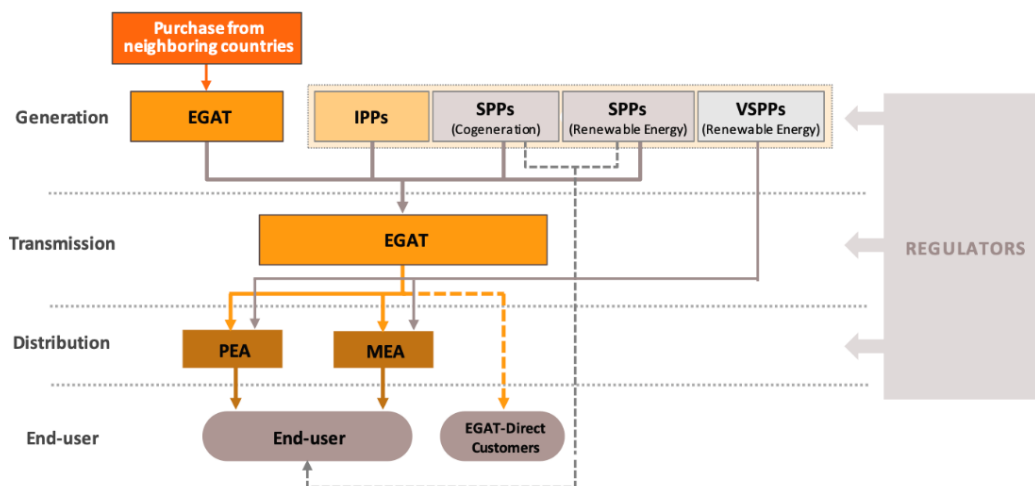 Purchase from
neighboring countries
Generation
EGAT
IPPs
SPPs
(Cogeneration)
SPPs
(Renewable Energy)
VSPPs
(Renewable Energy)
Transmission
EGAT
REGULATORS
Distribution
PEA
MEA
End-user
End-user
EGAT-Direct
Customers